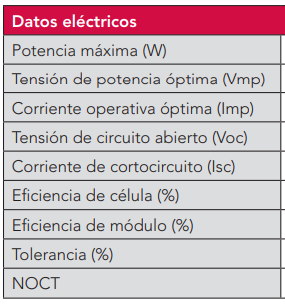 Datos eléctricos
Potencia máxima (W)
Tensión de potencia óptima (Vmp)
Corriente operativa óptima (Imp)
Tensión de circuito abierto (Voc)
Corriente de cortocircuito (Isc)
Eficiencia de célula (%)
Eficiencia de módulo (%)
Tolerancia (%)
NOCT